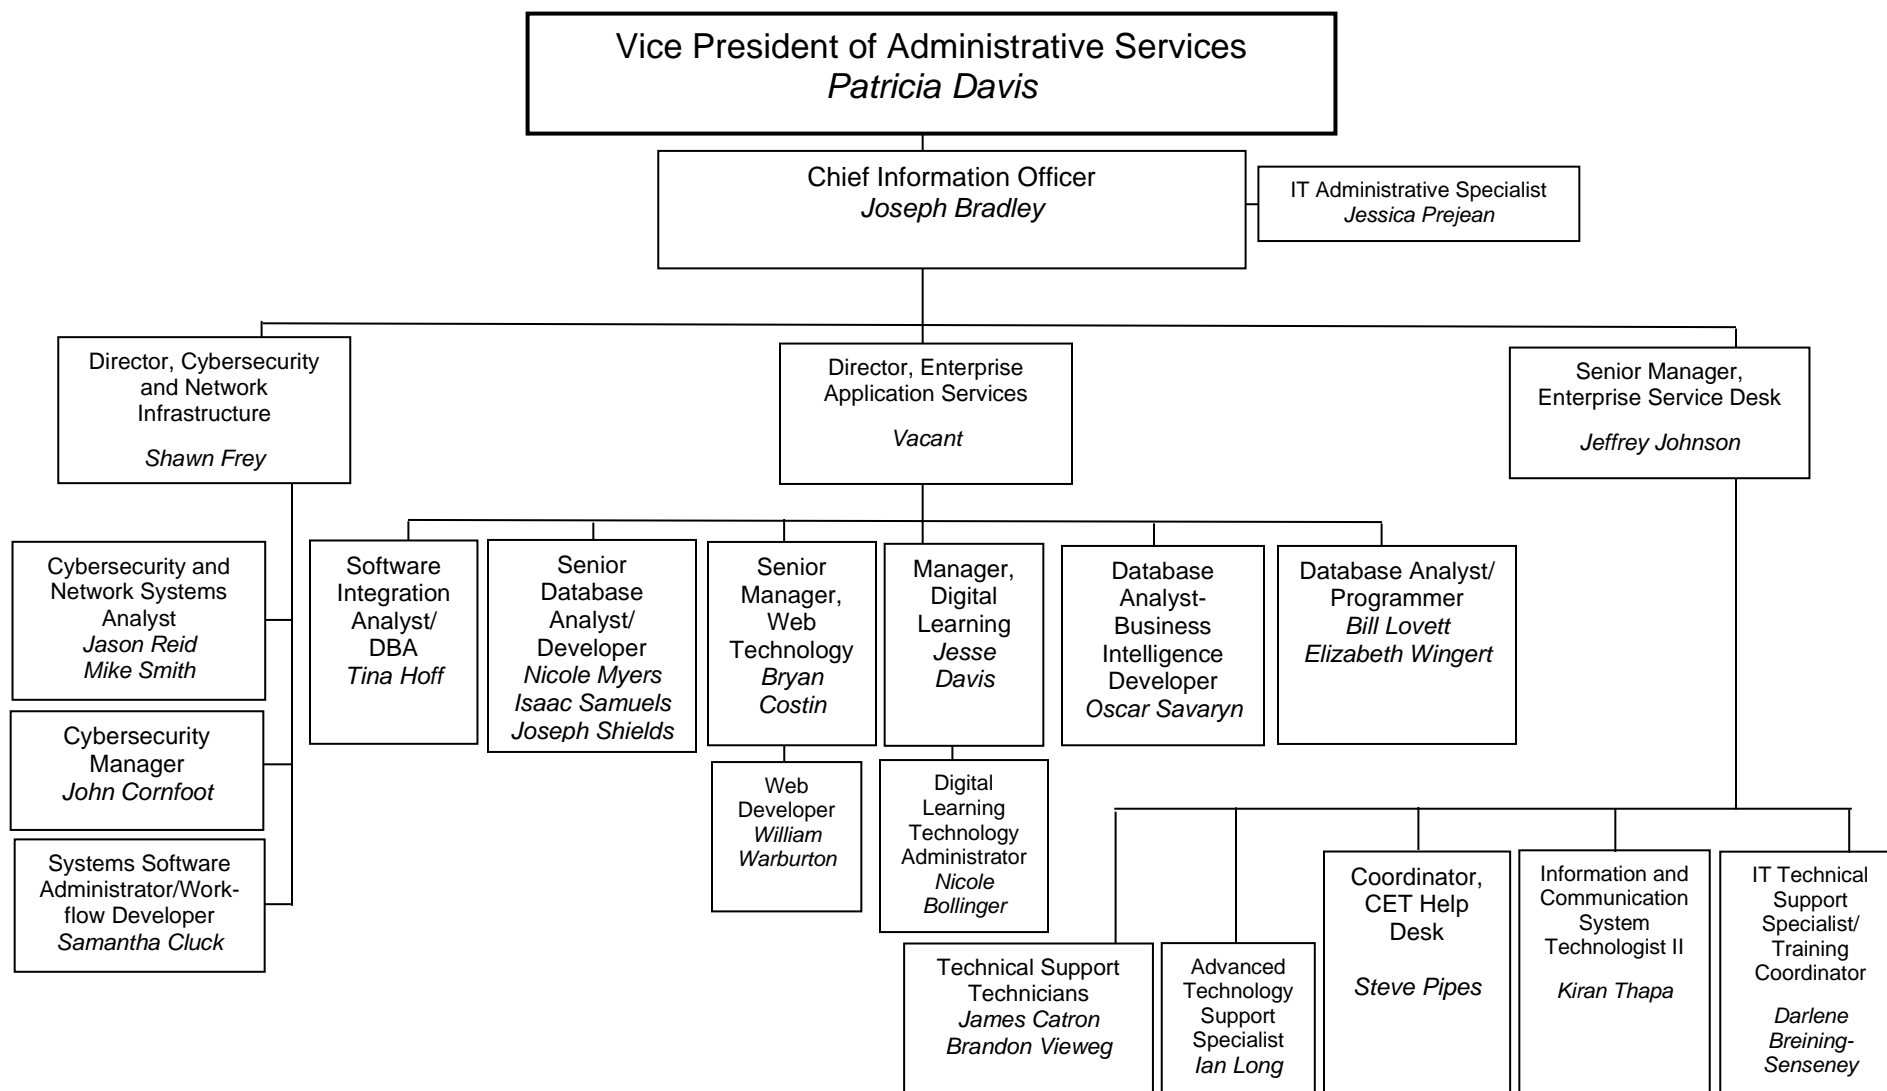 Vice President of Administrative Services
Patricia Davis
Chief Information Officer
Joseph Bradley
IT Administrative Specialist
Jessica Prejean
Director, Cybersecurity
and Network
Infrastructure
Shawn Frey
Director, Enterprise
Application Services
Vacant
Senior Manager,
Enterprise Service Desk
Jeffrey Johnson
Cybersecurity and
Network Systems
Analyst
Jason Reid
Mike Smith
Cybersecurity
Manager
John Cornfoot
Systems Software
Administrator/Work-
flow Developer
Samantha Cluck
Software
Integration
Analyst/
DBA
Tina Hoff
Senior
Database
Analyst/
Developer
Nicole Myers
Isaac Samuels
Joseph Shields
Senior
Manager,
Web
Technology
Bryan
Costin
Web
Developer
William
Warburton
Manager,
Digital
Learning
Jesse
Davis
Digital
Learning
Technology
Administrator
Nicole
Bollinger
Database
Analyst-
Business
Intelligence
Developer
Oscar Savaryn
Database Analyst/
Programmer
Bill Lovett
Elizabeth Wingert
Technical Support
Technicians
James Catron
Brandon Vieweg
Advanced
Technology
Support
Specialist
Ian Long
Coordinator,
CET Help
Desk
Steve Pipes
Information and
Communication
System
Technologist II
Kiran Thapa
IT Technical
Support
Specialist/
Training
Coordinator
Darlene
Breining-
Senseney